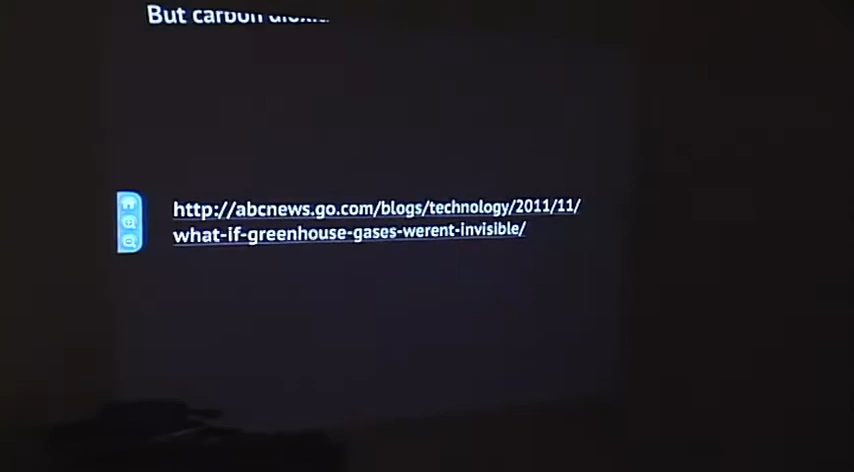 But carbon
http://abcnews.go.com/blogs/technology/2011/11/
what-if-greenhouse-gases-werent-invisible/